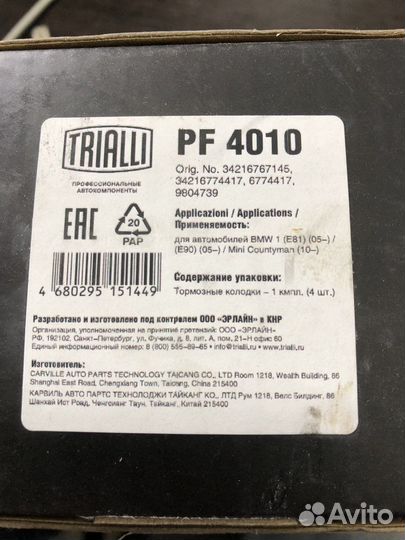 TRIALLI
ПРОФЕССИОНАЛЬНЫЕ
АВТОКОМПОНЕНТЫ
PF 4010
Orig. No. 34216767145,
34216774417, 6774417,
9804739
EAC
20
PAP
Applicazioni / Applications /
Применяемость:
для автомобилей BMW 1 (E81) (05–) /
(E90) (05–) / Mini Countyman (10–)
4 680295 151449
Содержание упаковки:
Тормозные колодки – 1 кмпл. (4 шт.)
Разработано и изготовлено под контролем ООО «ЭРЛАЙН» в КНР
Организация, уполномоченная на принятие претензий: ООО «ЭРЛАЙН»
РФ, 192102, Санкт-Петербург, ул. Фучика, д. 8, лит. А, пом. 21-Н офис 60
Единый информационный номер: 8 (800) 555-89-65 • info@trialli.ru • trialli.ru
Изготовитель:
CARVILLE AUTO PARTS TECHNOLOGY TAICANG CO., LTD Room 1218, Wealth Building, 86
Shanghai East Road, Chengxiang Town, Taicang, China 215400
КАРВИЛЬ АВТО ПАРТС ТЕХНОЛОДЖИ ТАЙКАНГ КО., ЛТД Рум 1218, Велс Билдинг, 86
Шанхай Ист Роад, Ченгсианг Таун, Тайканг, Китай 215400
Avito